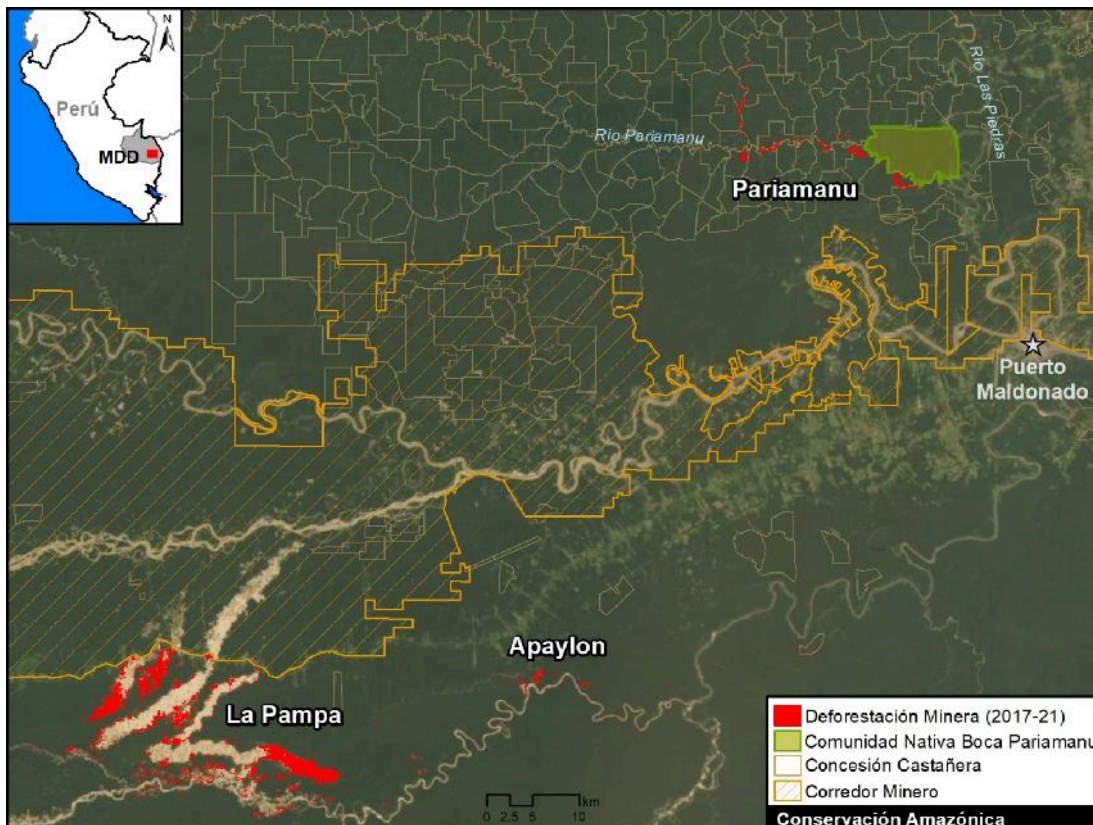 N
Perú
MDD
Río Pariamanu
Río Las Piedras
Pariamanu
Puerto
Maldonado
Apaylon
La Pampa
km
0 2.5 5 10
Deforestación Minera (2017-21)
Comunidad Nativa Boca Pariamanu
Concesión Castañera
Corredor Minero
Conservación Amazónica